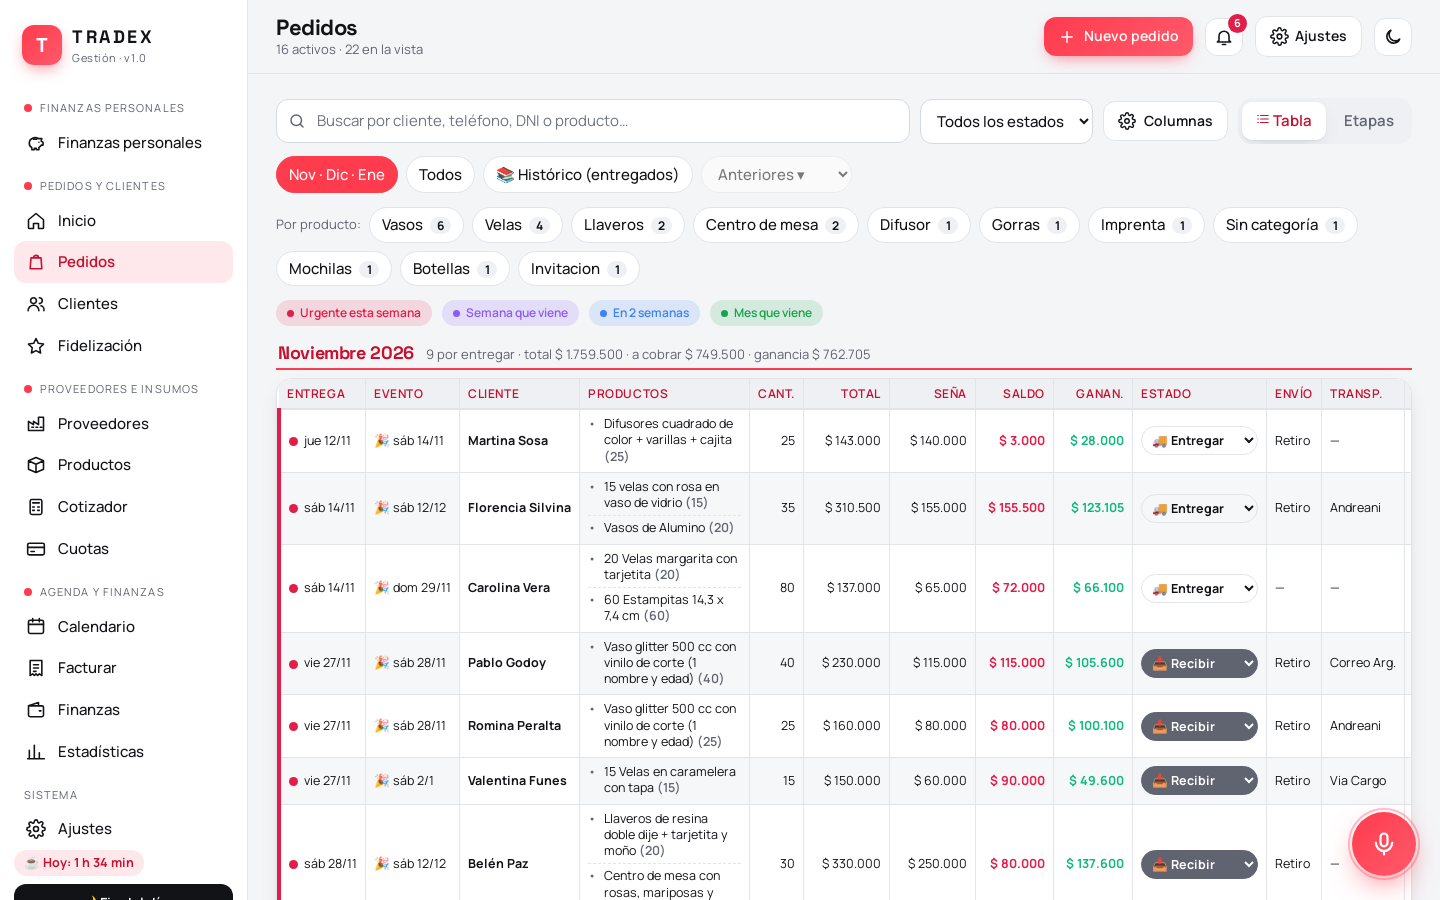 T
TRADEX
Gestión · v1.0
FINANZAS PERSONALES
Finanzas personales
PEDIDOS Y CLIENTES
Inicio
Pedidos
Clientes
Fidelización
PROVEEDORES E INSUMOS
Proveedores
Productos
Cotizador
Cuotas
AGENDA Y FINANZAS
Calendario
Facturar
Finanzas
Estadísticas
SISTEMA
Ajustes
☕ Hoy: 1 h 34 min
Pedidos
16 activos · 22 en la vista
Nuevo pedido
6
Ajustes
Buscar por cliente, teléfono, DNI o producto...
Todos los estados
Columnas
Tabla
Etapas
Nov · Dic · Ene
Todos
📚 Histórico (entregados)
Anteriores ▾
Por producto: Vasos 6 Velas 4 Llaveros 2 Centro de mesa 2 Difusor 1 Gorras 1 Imprenta 1 Sin categoría 1
Mochilas 1 Botellas 1 Invitacion 1
Urgente esta semana Semana que viene En 2 semanas Mes que viene
Noviembre 2026 9 por entregar · total $ 1.759.500 · a cobrar $ 749.500 · ganancia $ 762.705
ENTREGA EVENTO CLIENTE PRODUCTOS CANT. TOTAL SEÑA SALDO GANAN. ESTADO ENVÍO TRANSP.
jue 12/11 🎉 sáb 14/11 Martina Sosa
• Difusores cuadrado de
color + varillas + cajita
(25)
25 $ 143.000 $ 140.000 $ 3.000 $ 28.000 🚚 Entregar Retiro —
sáb 14/11 🎉 sáb 12/12 Florencia Silvina
• 15 velas con rosa en
vaso de vidrio (15)
• Vasos de Alumino (20)
35 $ 310.500 $ 155.000 $ 155.500 $ 123.105 🚚 Entregar Retiro Andreani
sáb 14/11 🎉 dom 29/11 Carolina Vera
• 20 Velas margarita con
tarjetita (20)
• 60 Estampitas 14,3 x
7,4 cm (60)
80 $ 137.000 $ 65.000 $ 72.000 $ 66.100 🚚 Entregar — —
vie 27/11 🎉 sáb 28/11 Pablo Godoy
• Vaso glitter 500 cc con
vinilo de corte (1
nombre y edad) (40)
40 $ 230.000 $ 115.000 $ 115.000 $ 105.600 📥 Recibir Retiro Correo Arg.
vie 27/11 🎉 sáb 28/11 Romina Peralta
• Vaso glitter 500 cc con
vinilo de corte (1
nombre y edad) (25)
25 $ 160.000 $ 80.000 $ 80.000 $ 100.100 📥 Recibir Retiro Andreani
vie 27/11 🎉 sáb 2/1 Valentina Funes
• 15 Velas en caramelera
con tapa (15)
15 $ 150.000 $ 60.000 $ 90.000 $ 49.600 📥 Recibir Retiro Via Cargo
sáb 28/11 🎉 sáb 12/12 Belén Paz
• Llaveros de resina
doble dije + tarjetita y
moño (20)
• Centro de mesa con
rosas, mariposas y
30 $ 330.000 $ 250.000 $ 80.000 $ 137.600 📥 Recibir Retiro —